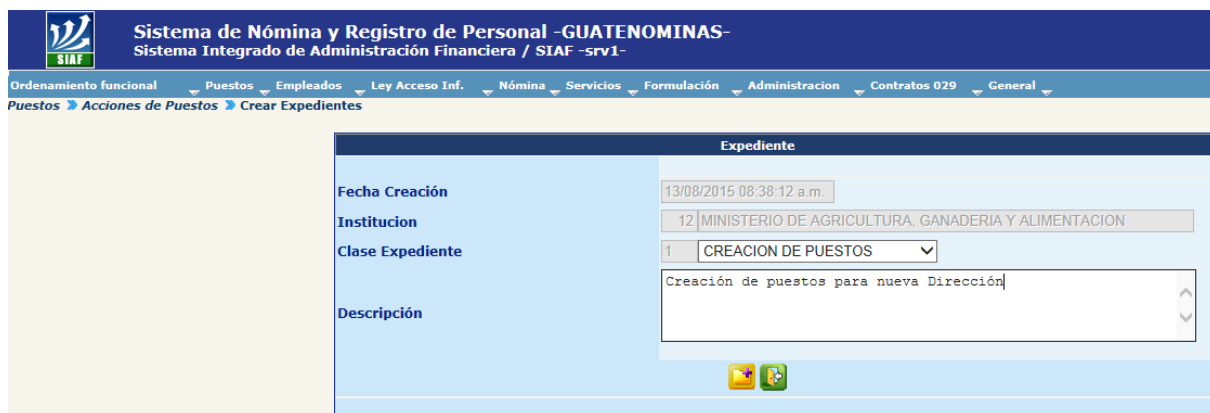 Sistema de Nómina y Registro de Personal -GUATENOMINAS-
SIAF
Sistema Integrado de Administración Financiera / SIAF -srv1-
Ordenamiento funcional Puestos Empleados Ley Acceso Inf. Nómina Servicios Formulación Administracion Contratos 029 General
Puestos Acciones de Puestos Crear Expedientes
Expediente
Fecha Creación 13/08/2015 08:38:12 a.m.
Institucion 12 MINISTERIO DE AGRICULTURA, GANADERIA Y ALIMENTACION
Clase Expediente 1 CREACION DE PUESTOS
Creación de puestos para nueva Dirección
Descripción